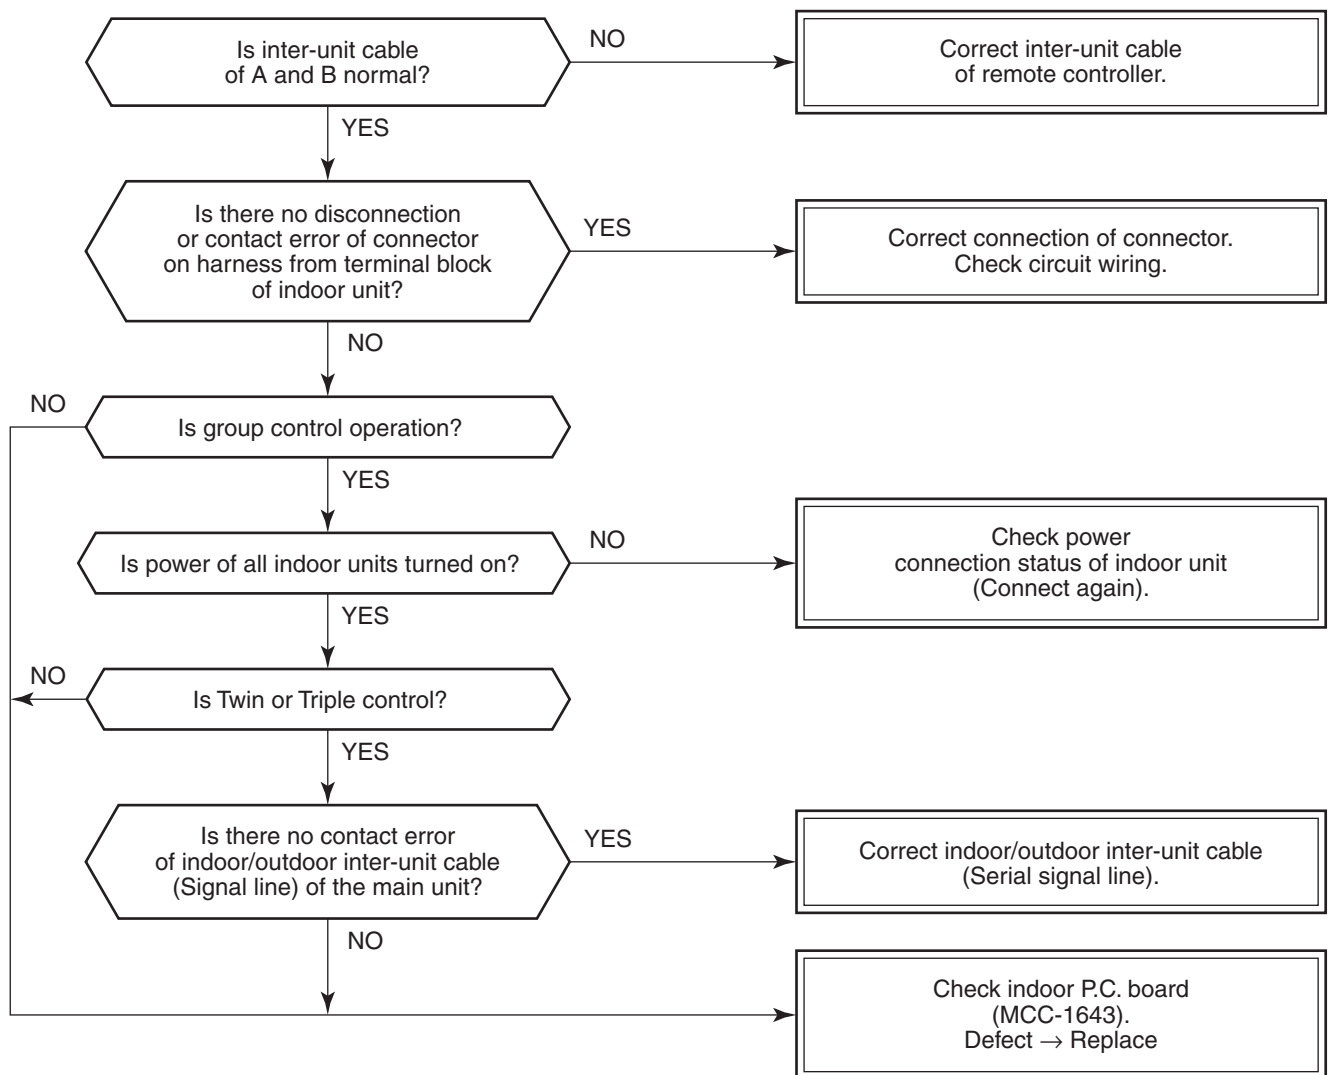 Is inter-unit cable
of A and B normal?
NO
Correct inter-unit cable
of remote controller.
YES
Is there no disconnection
or contact error of connector
on harness from terminal block
of indoor unit?
YES
Correct connection of connector.
Check circuit wiring.
NO
NO
Is group control operation?
YES
Is power of all indoor units turned on?
NO
Check power
connection status of indoor unit
(Connect again).
YES
NO
Is Twin or Triple control?
YES
Is there no contact error
of indoor/outdoor inter-unit cable
(Signal line) of the main unit?
YES
Correct indoor/outdoor inter-unit cable
(Serial signal line).
NO
Check indoor P.C. board
(MCC-1643).
Defect → Replace